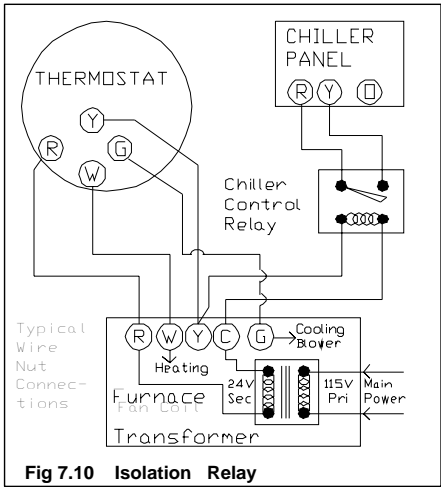 CHILLER
PANEL
R Y O
THERMOSTAT
Y
R G
W
Chiller
Control
Relay
Typical
Wire
Nut
Connec-
tions
R W Y C G
Cooling
Blower
Heating
24V
Sec
115V
Pri
Main
Power
Furnace
Fan Coil
Transformer
Fig 7.10 Isolation Relay